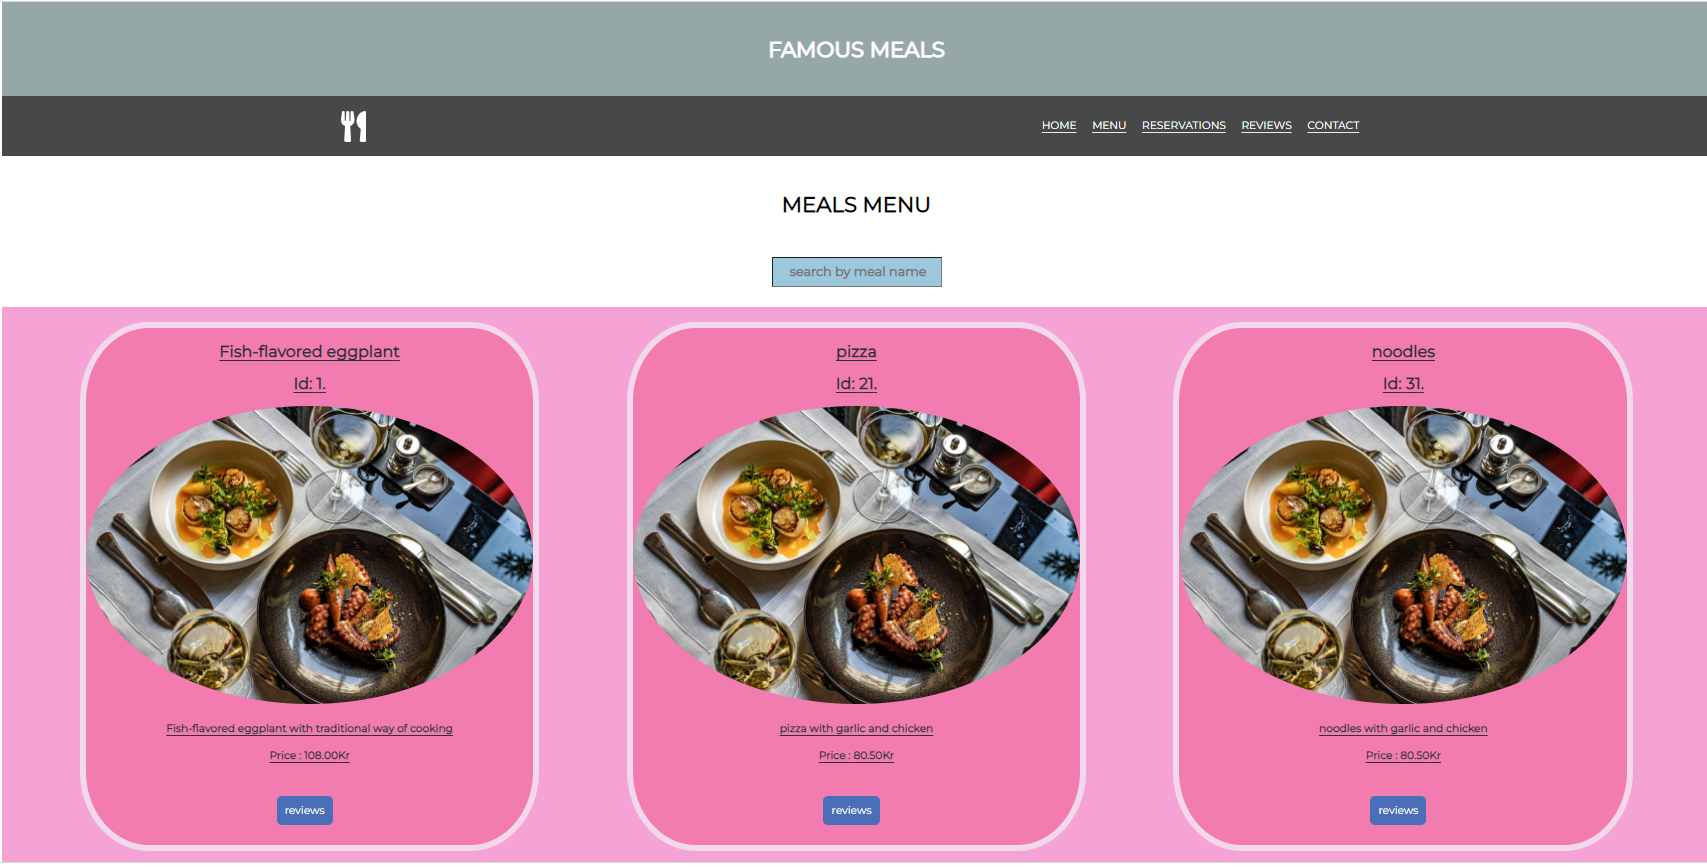 FAMOUS MEALS
HOME MENU RESERVATIONS REVIEWS CONTACT
MEALS MENU
search by meal name
Fish-flavored eggplant
Id: 1.
Fish-flavored eggplant with traditional way of cooking
Price : 108.00Kr
reviews
pizza
Id: 21.
pizza with garlic and chicken
Price : 80.50Kr
reviews
noodles
Id: 31.
noodles with garlic and chicken
Price : 80.50Kr
reviews